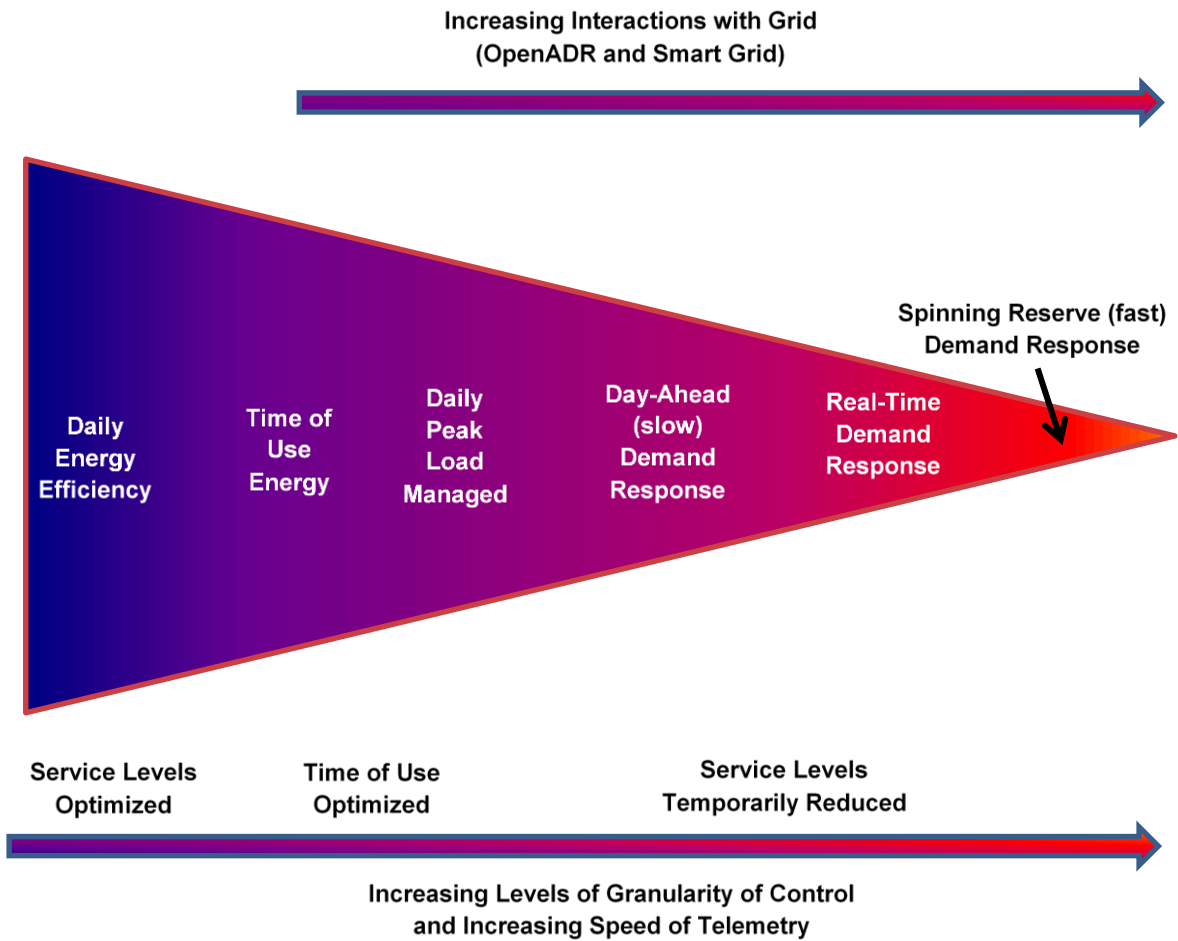 Increasing Interactions with Grid
(OpenADR and Smart Grid)
Spinning Reserve (fast)
Demand Response
Daily
Energy
Efficiency
Time of
Use
Energy
Daily
Peak
Load
Managed
Day-Ahead
(slow)
Demand
Response
Real-Time
Demand
Response
Service Levels
Optimized
Time of Use
Optimized
Service Levels
Temporarily Reduced
Increasing Levels of Granularity of Control
and Increasing Speed of Telemetry